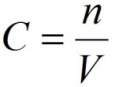 C = n/V